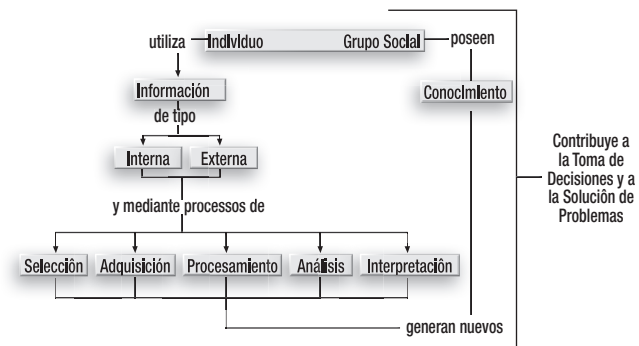 utiliza
Individuo
Grupo Social
poseen
Información
Conocimiento
de tipo
Interna
Externa
Contribuye a
la Toma de
Decisiones y a
la Solución de
Problemas
y mediante processos de
Selección
Adquisición
Procesamiento
Análisis
Interpretación
generan nuevos